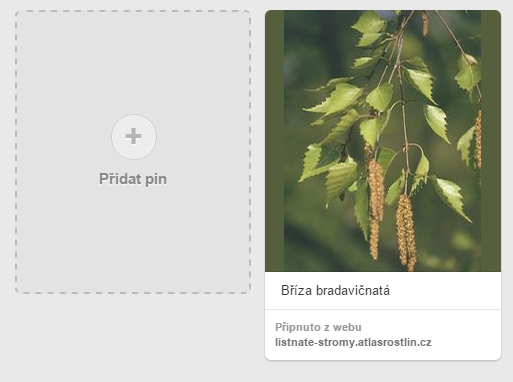 Přidat pin
Bříza bradavičnatá
Připnuto z webu
listnate-stromy.atlasrostlin.cz